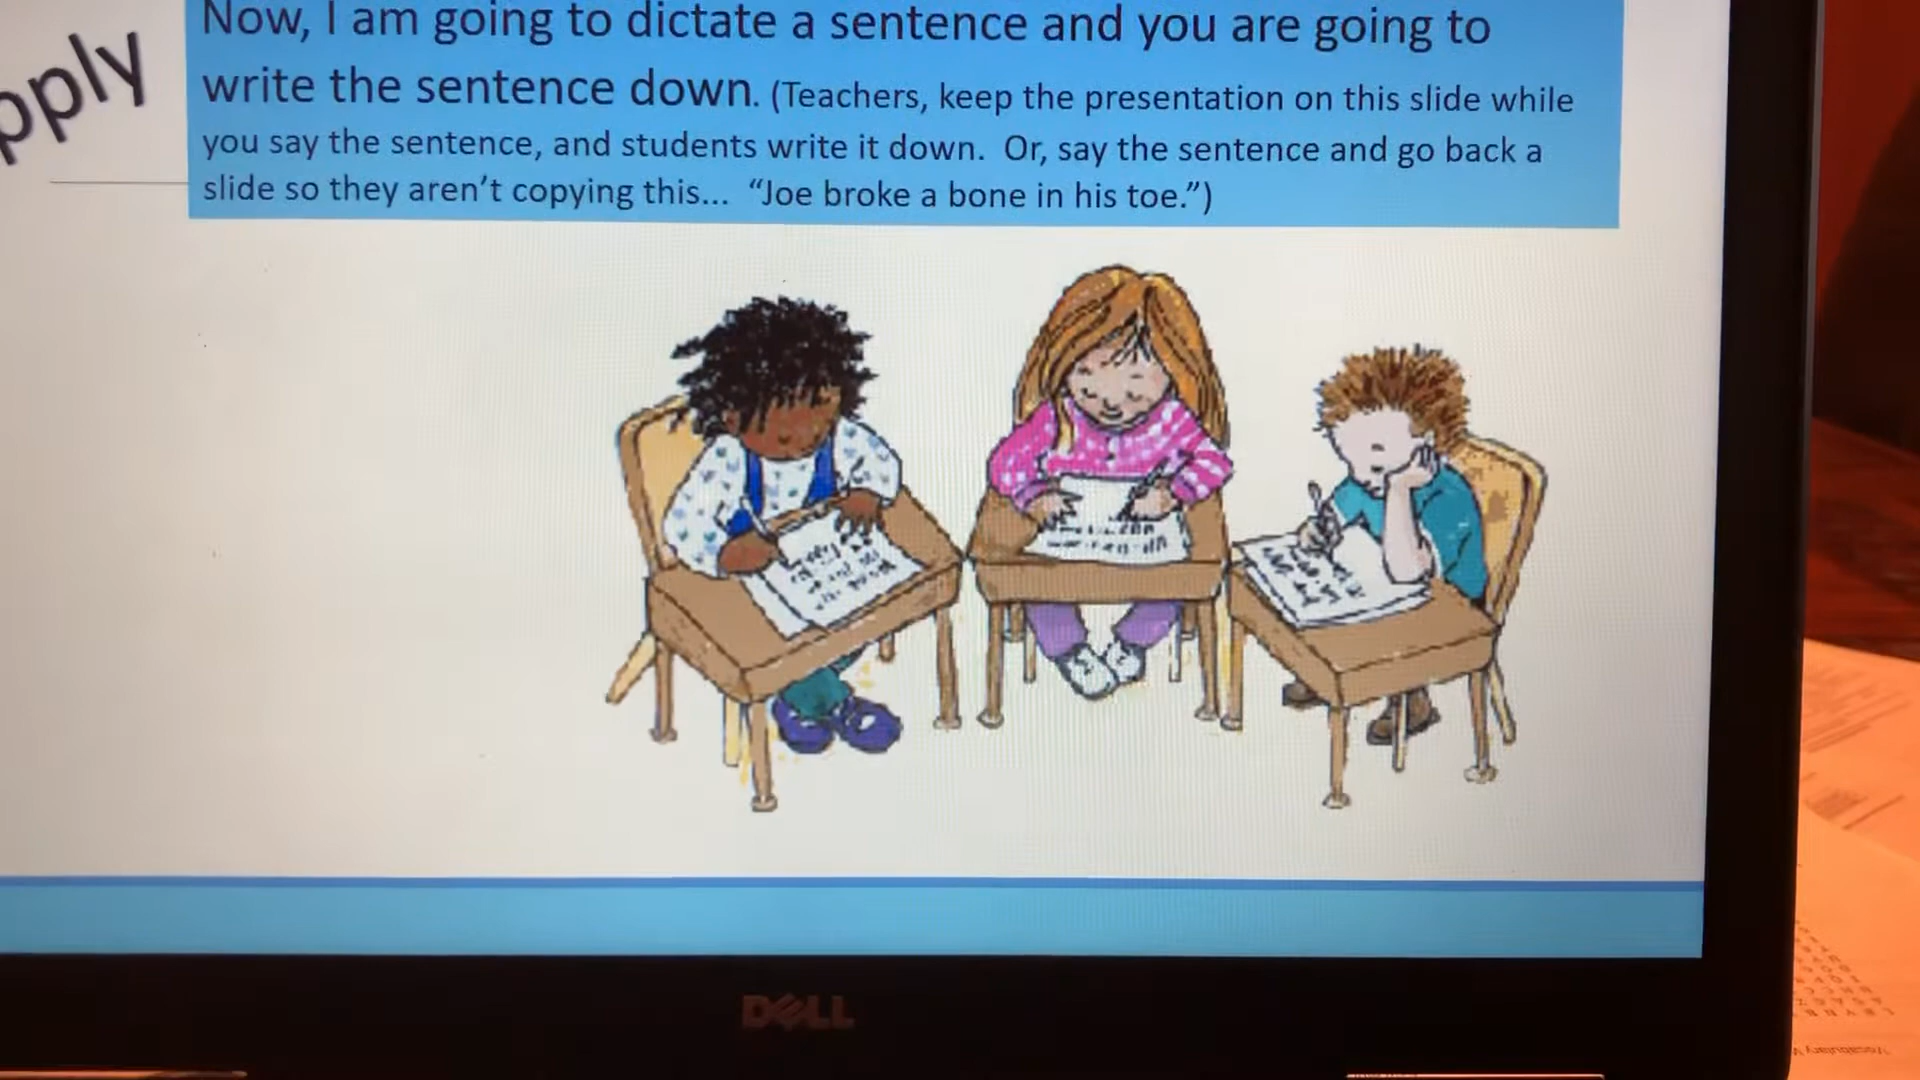 Now, I am going to dictate a sentence and you are going to
write the sentence down. (Teachers, keep the presentation on this slide while
you say the sentence, and students write it down. Or, say the sentence and go back a
slide so they aren’t copying this... “Joe broke a bone in his toe.”)
pply
DELL
Vocabulary